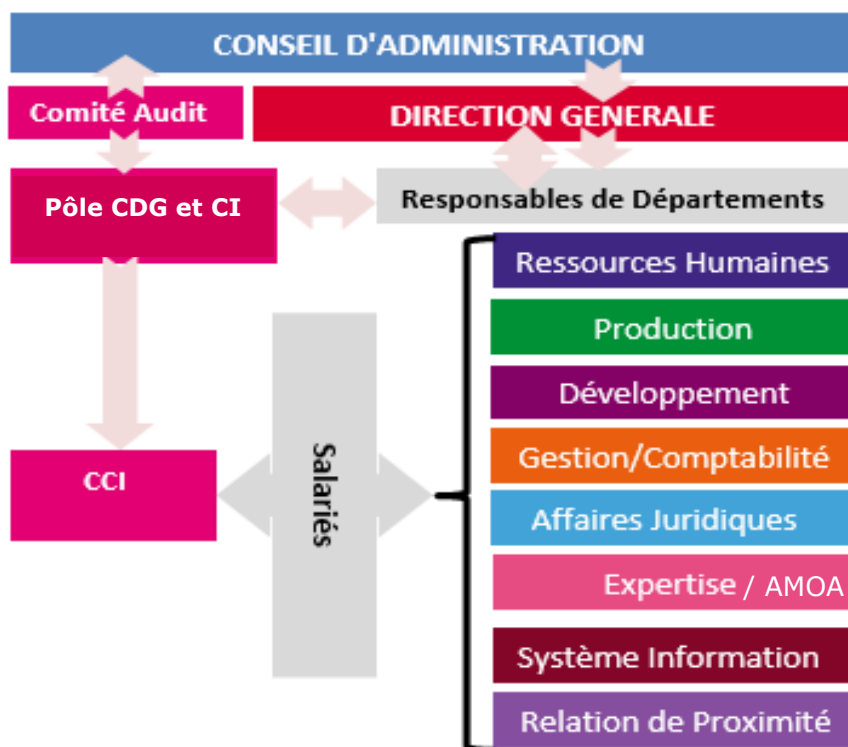 CONSEIL D'ADMINISTRATION
Comité Audit
DIRECTION GENERALE
Pôle CDG et CI
Responsables de Départements
Ressources Humaines
Production
Développement
Gestion/Comptabilité
Affaires Juridiques
Expertise / AMOA
Système Information
Relation de Proximité
CCI
Salariés